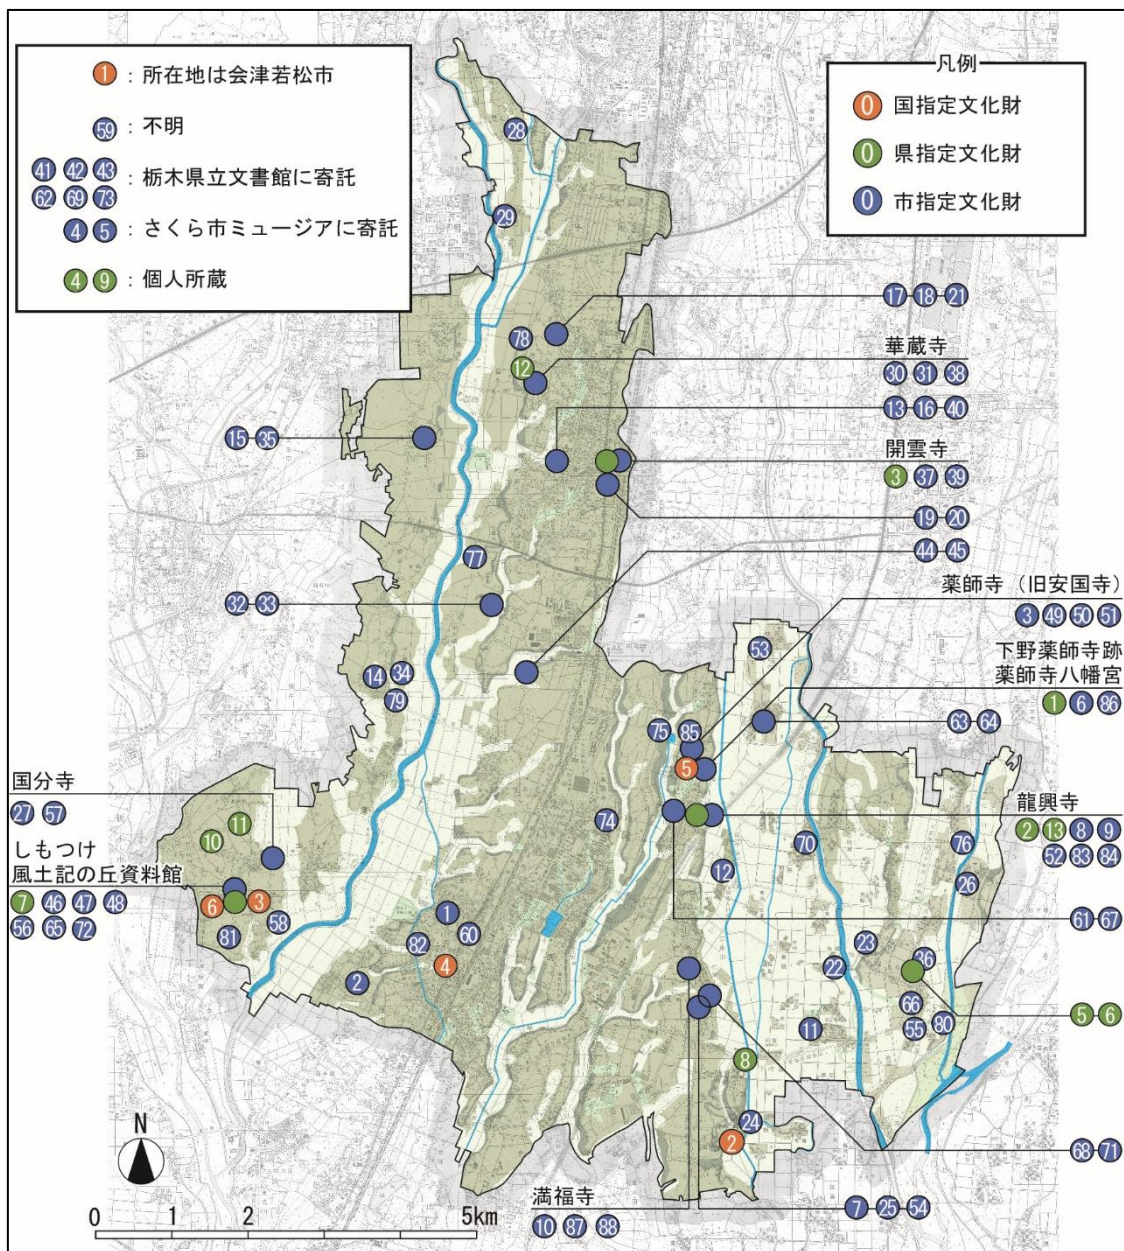 1 : 所在地は会津若松市
59 : 不明
41 42 43
62 69 73 : 栃木県立文書館に寄託
4 5 : さくら市ミュージアに寄託
4 9 : 個人所蔵
凡例
0 国指定文化財
0 県指定文化財
0 市指定文化財
28
29
17 18 21
78
華蔵寺
12
30 31 38
13 16 40
15 35
開雲寺
3 37 39
19 20
44 45
77
薬師寺（旧安国寺）
32 33
3 49 50 51
53
下野薬師寺跡
薬師寺八幡宮
14 34
1 6 86
79
75 85
63 64
5
国分寺
27 57
龍興寺
2 13 8 9
52 83 84
11
10
74
70
76
しもつけ
風土記の丘資料館
7 46 47 48
56 65 72
12
26
6 3
58
81
1
60
82
4
2
61 67
23
22
36
66
55 80
11
5 6
8
24
2
68 71
満福寺
10 87 88
7 25 54
N
0 1 2 5km